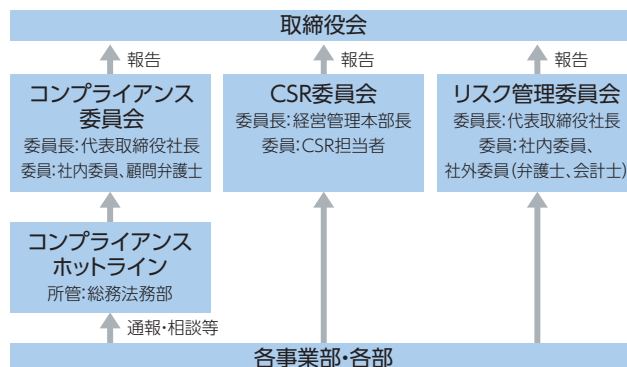 取締役会
報告
報告
報告
コンプライアンス
委員会
委員長:代表取締役社長
委員:社内委員、顧問弁護士
CSR委員会
委員長:経営管理本部長
委員:CSR担当者
リスク管理委員会
委員長:代表取締役社長
委員:社内委員、
社外委員(弁護士、会計士)
コンプライアンス
ホットライン
所管:総務法務部
通報・相談等
各事業部・各部